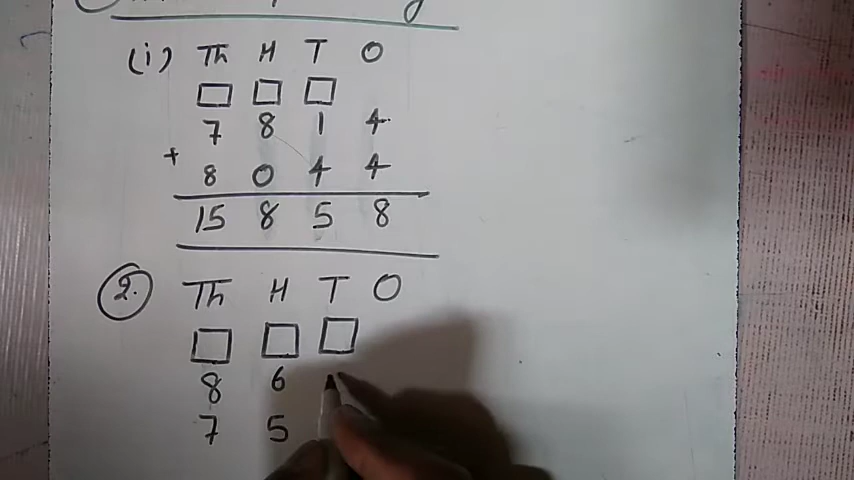 (i) Th H T O
7 8 1 4
+ 8 0 4 4
15 8 5 8
2. Th H T O
8 6
7 5